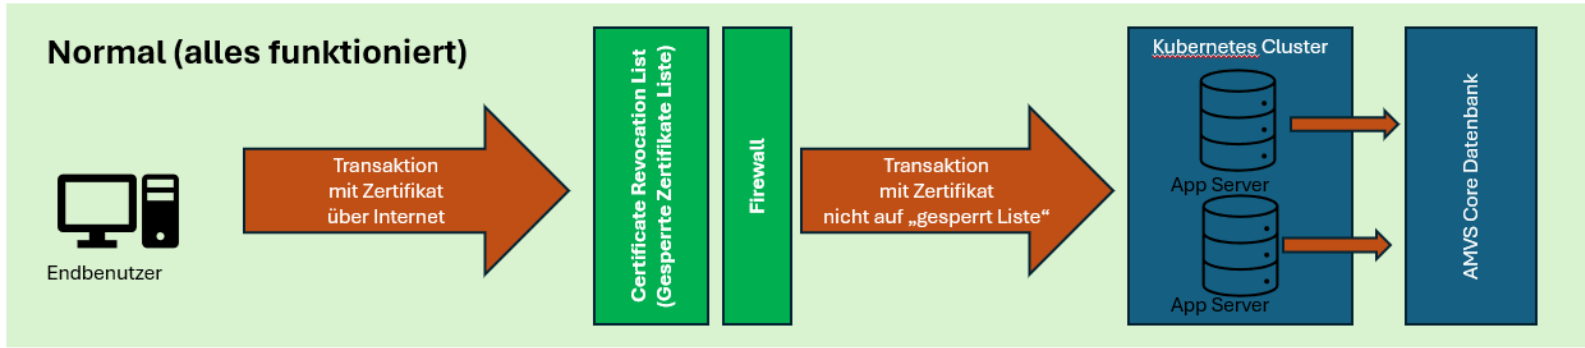 Normal (alles funktioniert)
Endbenutzer
Transaktion
mit Zertifikat
über Internet
Certificate Revocation List
(Gesperrte Zertifikate Liste)
Firewall
Transaktion
mit Zertifikat
nicht auf „gesperrt Liste“
Kubernetes Cluster
App Server
App Server
AMVS Core Datenbank